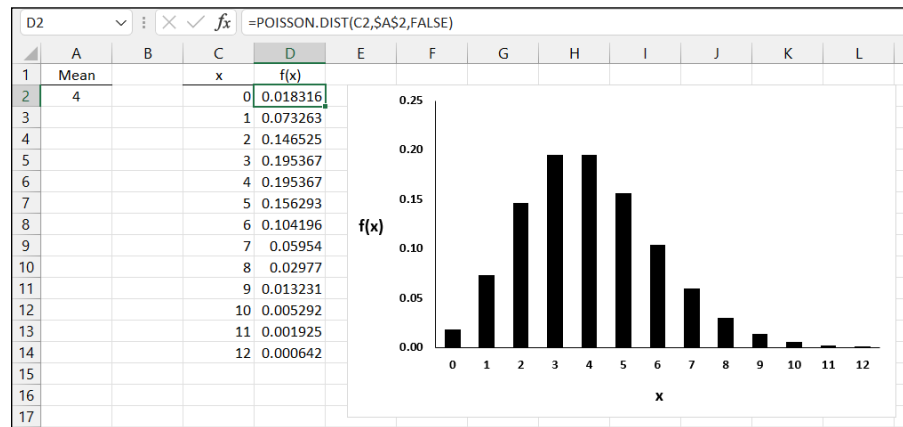 D2 fx =POISSON.DIST(C2,$A$2,FALSE)
A B C D E F G H I J K L
1 Mean x f(x)
2 4 0 0.018316
3 1 0.073263
4 2 0.146525
5 3 0.195367
6 4 0.195367
7 5 0.156293
8 6 0.104196
9 7 0.05954
10 8 0.02977
11 9 0.013231
12 10 0.005292
13 11 0.001925
14 12 0.000642
15
16
17
0.25
0.20
0.15
f(x)
0.10
0.05
0.00
0 1 2 3 4 5 6 7 8 9 10 11 12
x